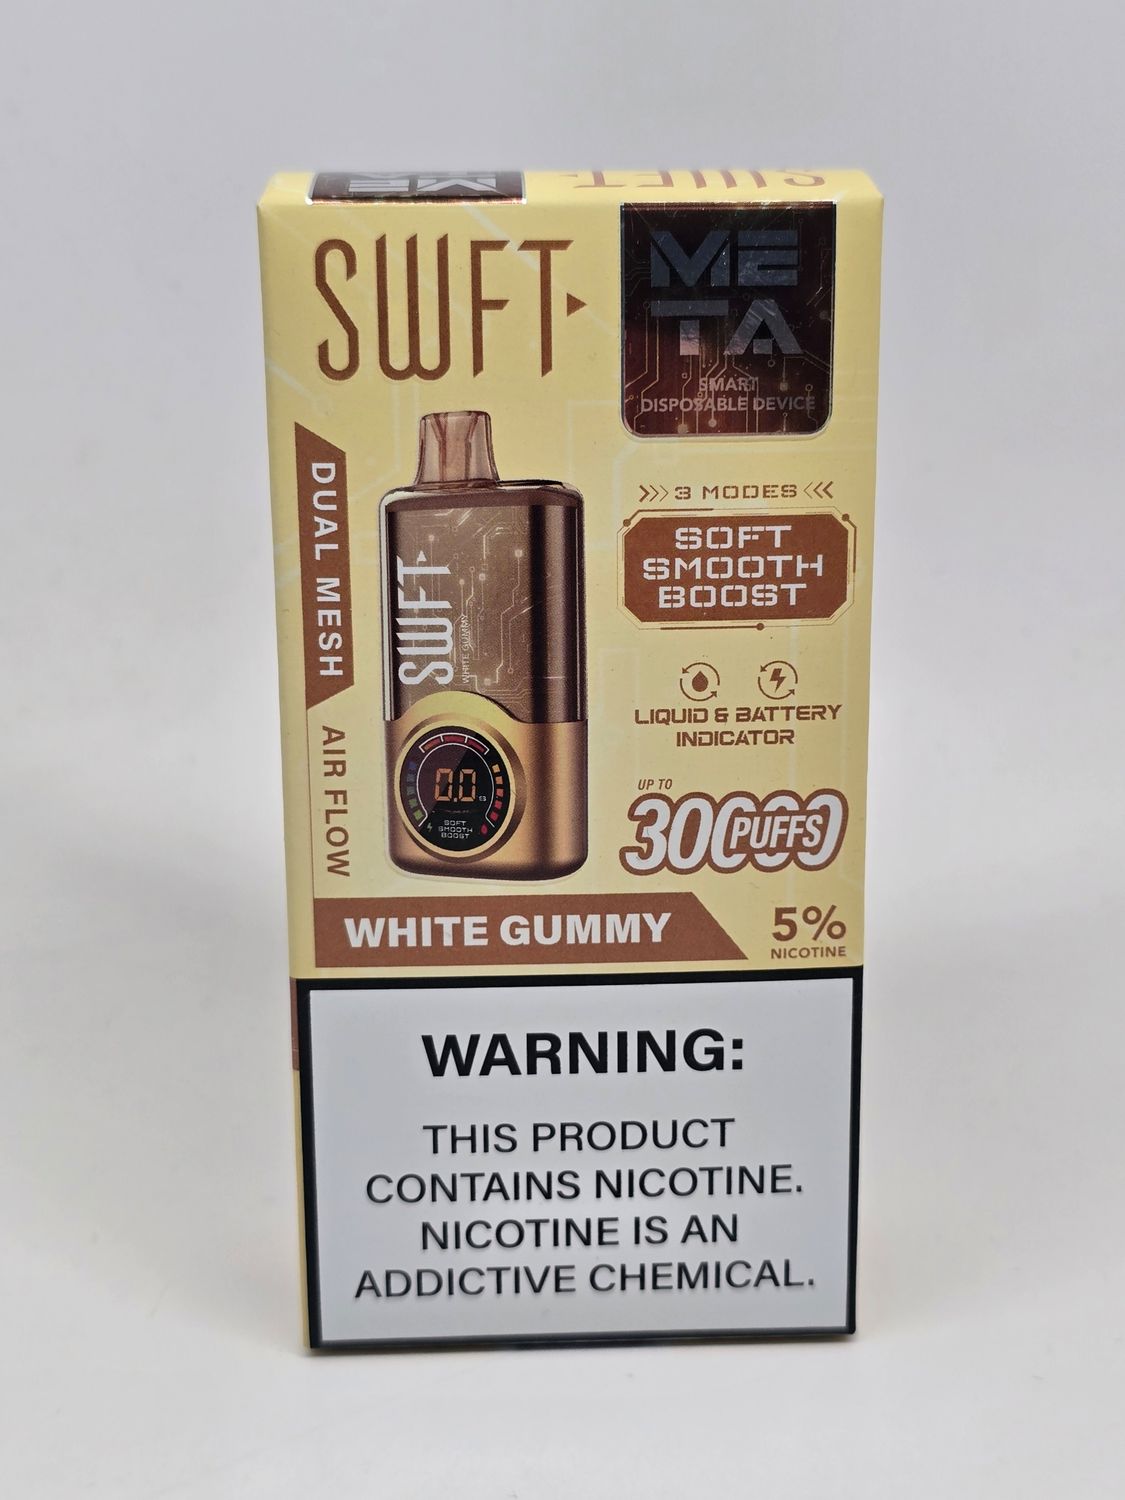 SWFT
SWFT
META
SMART
DISPOSABLE DEVICE
DUAL MESH
AIR FLOW
SWFT
WHITE GUMMY
0.0 S
SOFT
SMOOTH
BOOST
>>> 3 MODES <<<
SOFT
SMOOTH
BOOST
LIQUID & BATTERY
INDICATOR
UP TO
30000
PUFFS
WHITE GUMMY
5%
NICOTINE
WARNING:
THIS PRODUCT
CONTAINS NICOTINE.
NICOTINE IS AN
ADDICTIVE CHEMICAL.